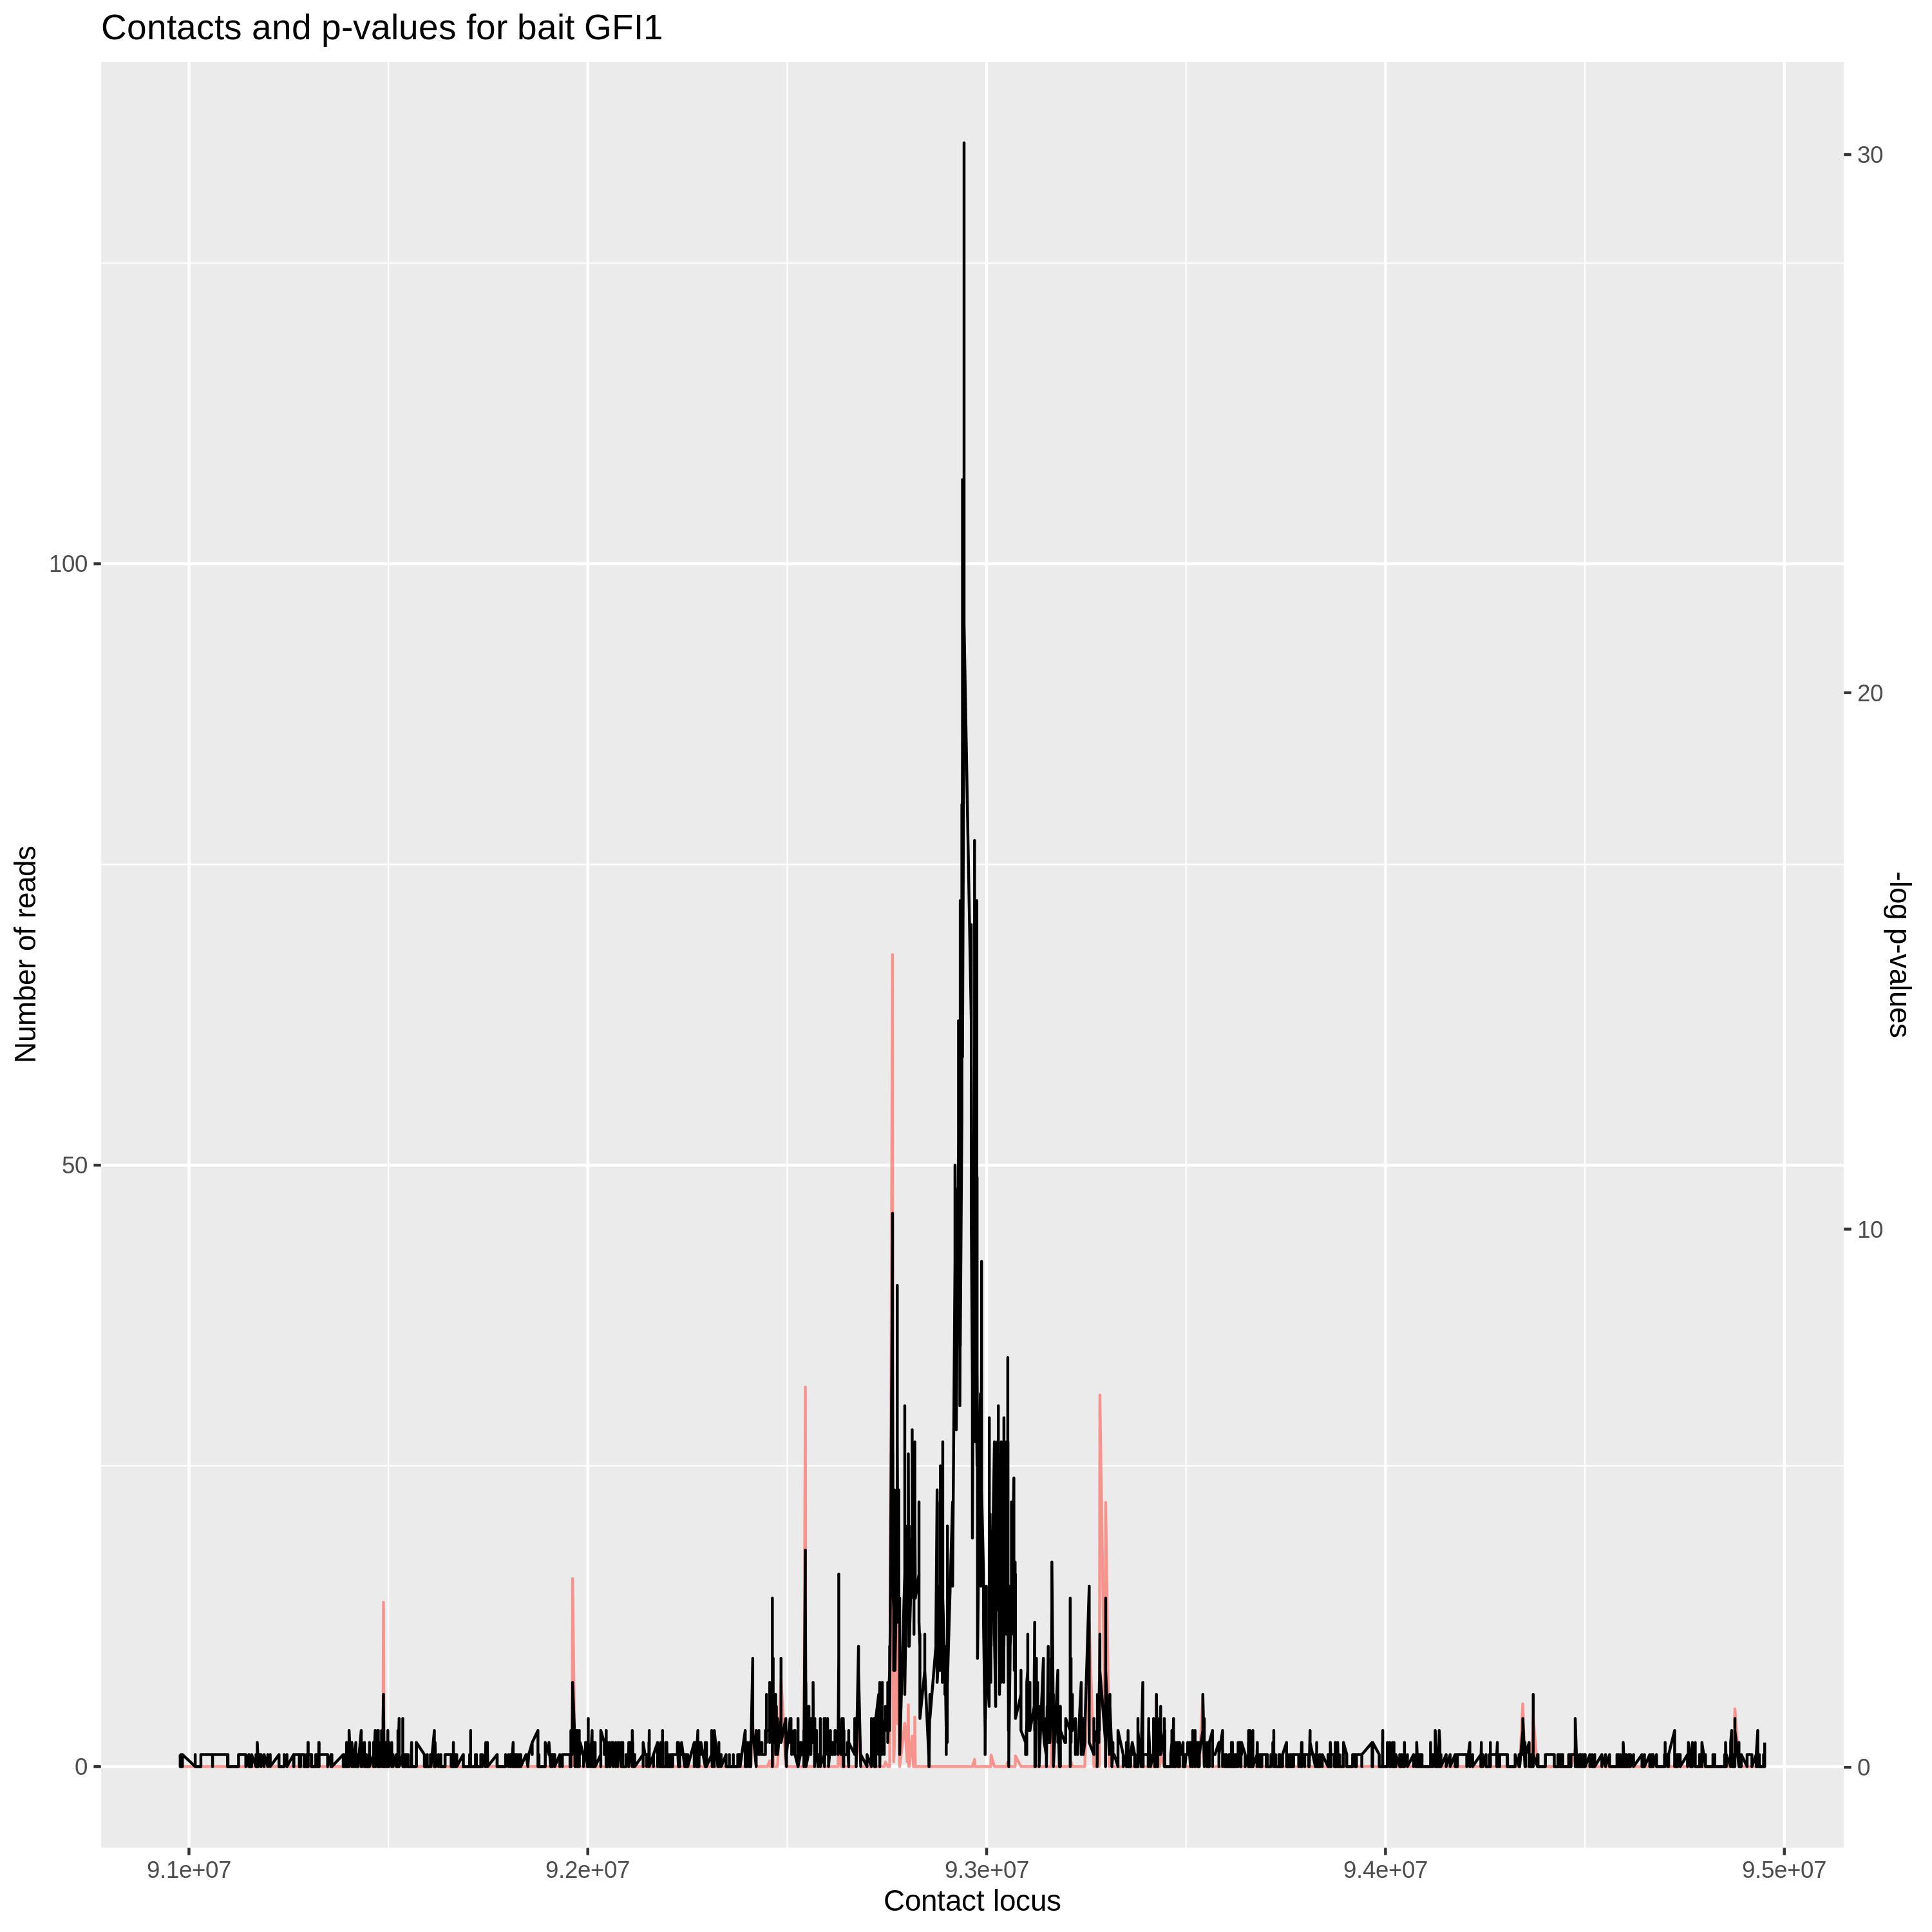 Contacts and p-values for bait GFI1
Number of reads
100
50
0
30
20
10
0
-log p-values
9.1e+07
9.2e+07
9.3e+07
9.4e+07
9.5e+07
Contact locus